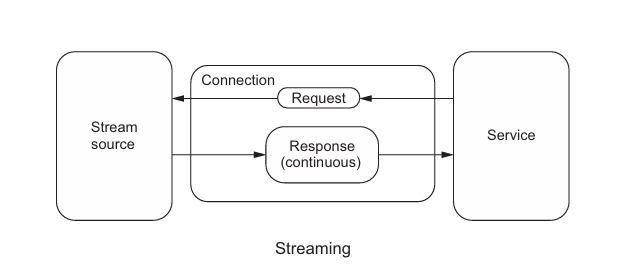 Connection
Request
Stream
source
Response
(continuous)
Service
Streaming